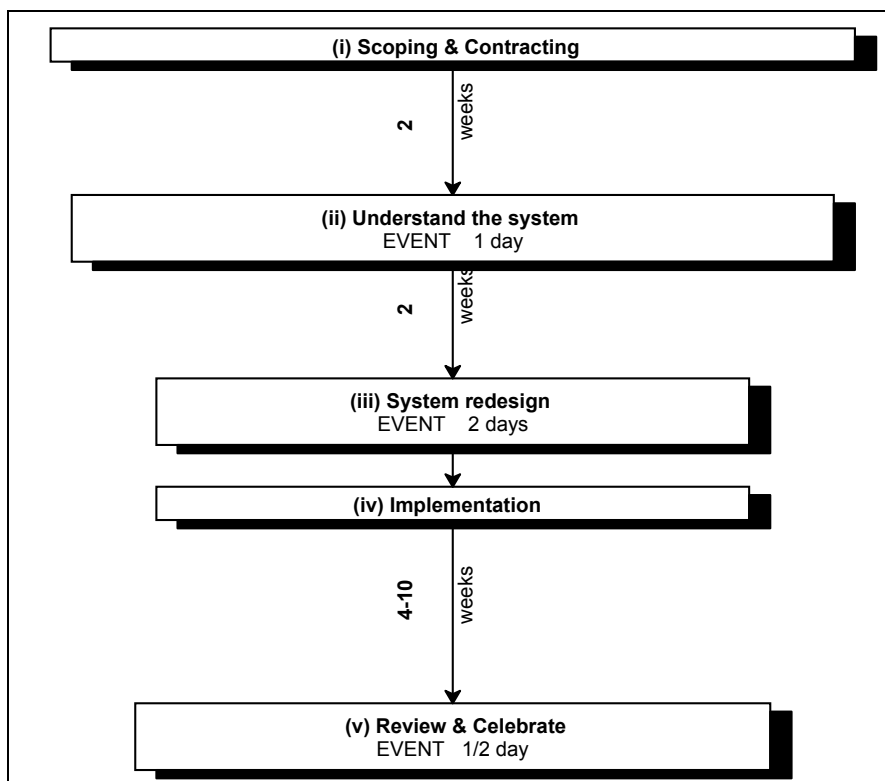 (i) Scoping & Contracting
2
weeks
(ii) Understand the system
EVENT 1 day
2
weeks
(iii) System redesign
EVENT 2 days
(iv) Implementation
4-10
weeks
(v) Review & Celebrate
EVENT 1/2 day